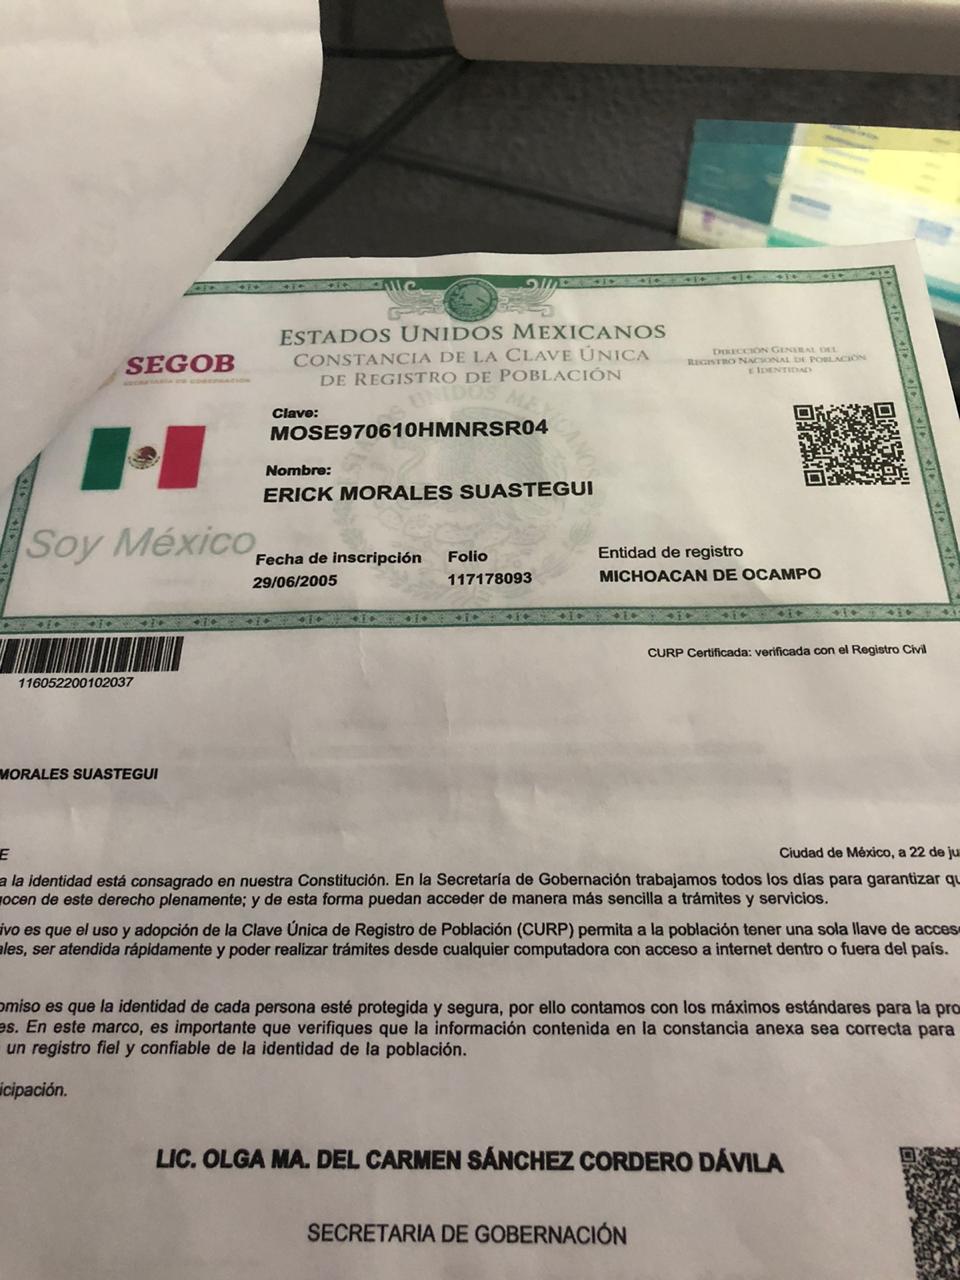 ESTADOS UNIDOS MEXICANOS
CONSTANCIA DE LA CLAVE ÚNICA
DE REGISTRO DE POBLACIÓN
SEGOB
SECRETARÍA DE GOBERNACIÓN
DIRECCIÓN GENERAL DEL
REGISTRO NACIONAL DE POBLACIÓN
E IDENTIDAD
Clave:
MOSE970610HMNRSR04
Nombre:
ERICK MORALES SUASTEGUI
Soy México
Fecha de inscripción
29/06/2005
Folio
117178093
Entidad de registro
MICHOACAN DE OCAMPO
116052200102037
CURP Certificada: verificada con el Registro Civil
MORALES SUASTEGUI
E
Ciudad de México, a 22 de ju
a la identidad está consagrado en nuestra Constitución. En la Secretaría de Gobernación trabajamos todos los días para garantizar qu
gocen de este derecho plenamente; y de esta forma puedan acceder de manera más sencilla a trámites y servicios.
ivo es que el uso y adopción de la Clave Única de Registro de Población (CURP) permita a la población tener una sola llave de acces
ales, ser atendida rápidamente y poder realizar trámites desde cualquier computadora con acceso a internet dentro o fuera del país.
omiso es que la identidad de cada persona esté protegida y segura, por ello contamos con los máximos estándares para la pro
es. En este marco, es importante que verifiques que la información contenida en la constancia anexa sea correcta para
un registro fiel y confiable de la identidad de la población.
icipación.
LIC. OLGA MA. DEL CARMEN SÁNCHEZ CORDERO DÁVILA
SECRETARIA DE GOBERNACIÓN